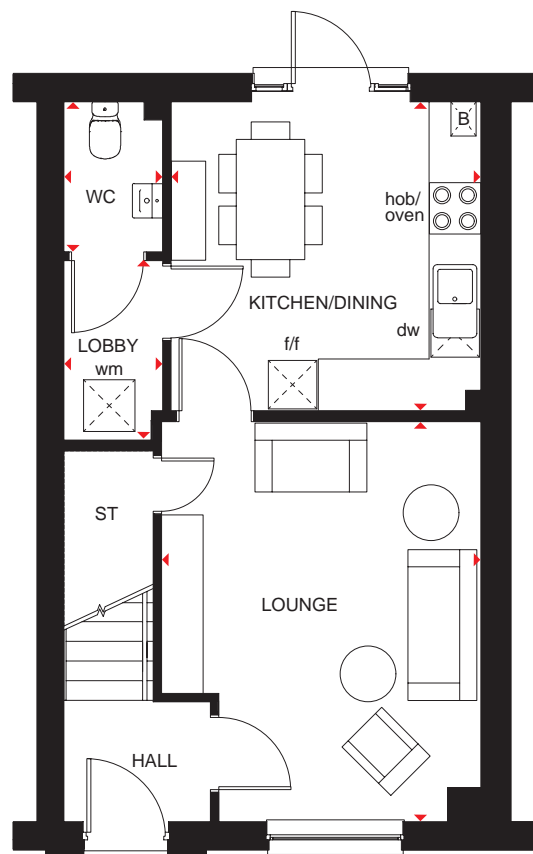 B
WC
hob/
oven
KITCHEN/DINING
f/f
dw
LOBBY
wm
ST
LOUNGE
HALL